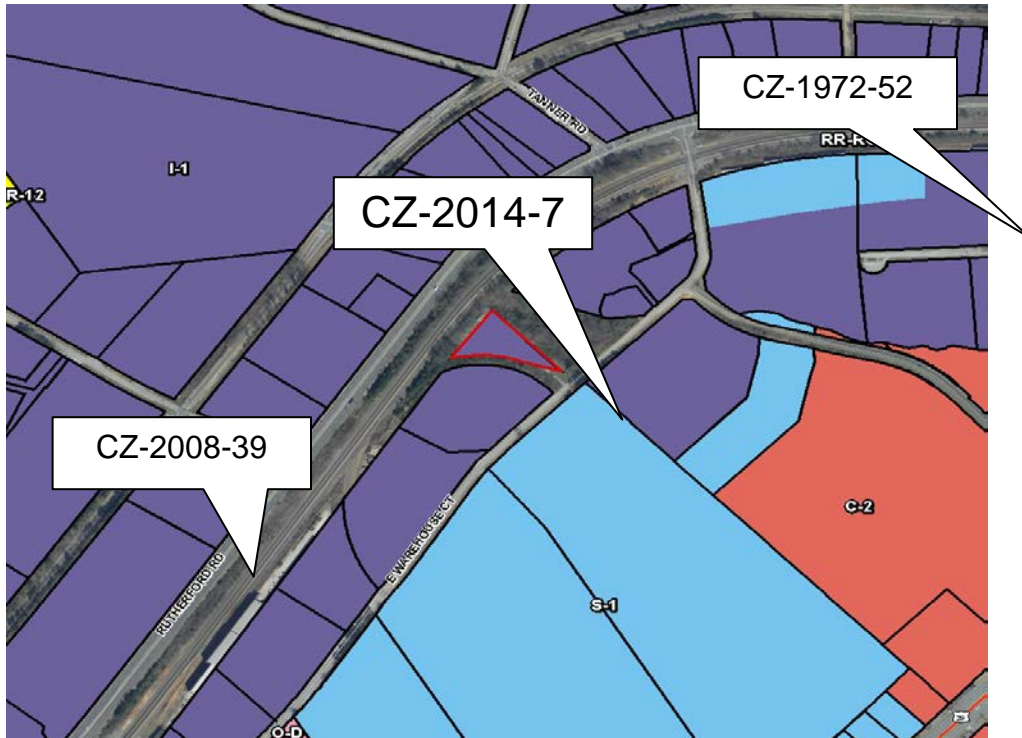 CZ-1972-52
TANNER RD
RR-R
I-1
R-12
CZ-2014-7
CZ-2008-39
C-2
E WAREHOUSE CT
RUTHERFORD RD
S-1
O-D